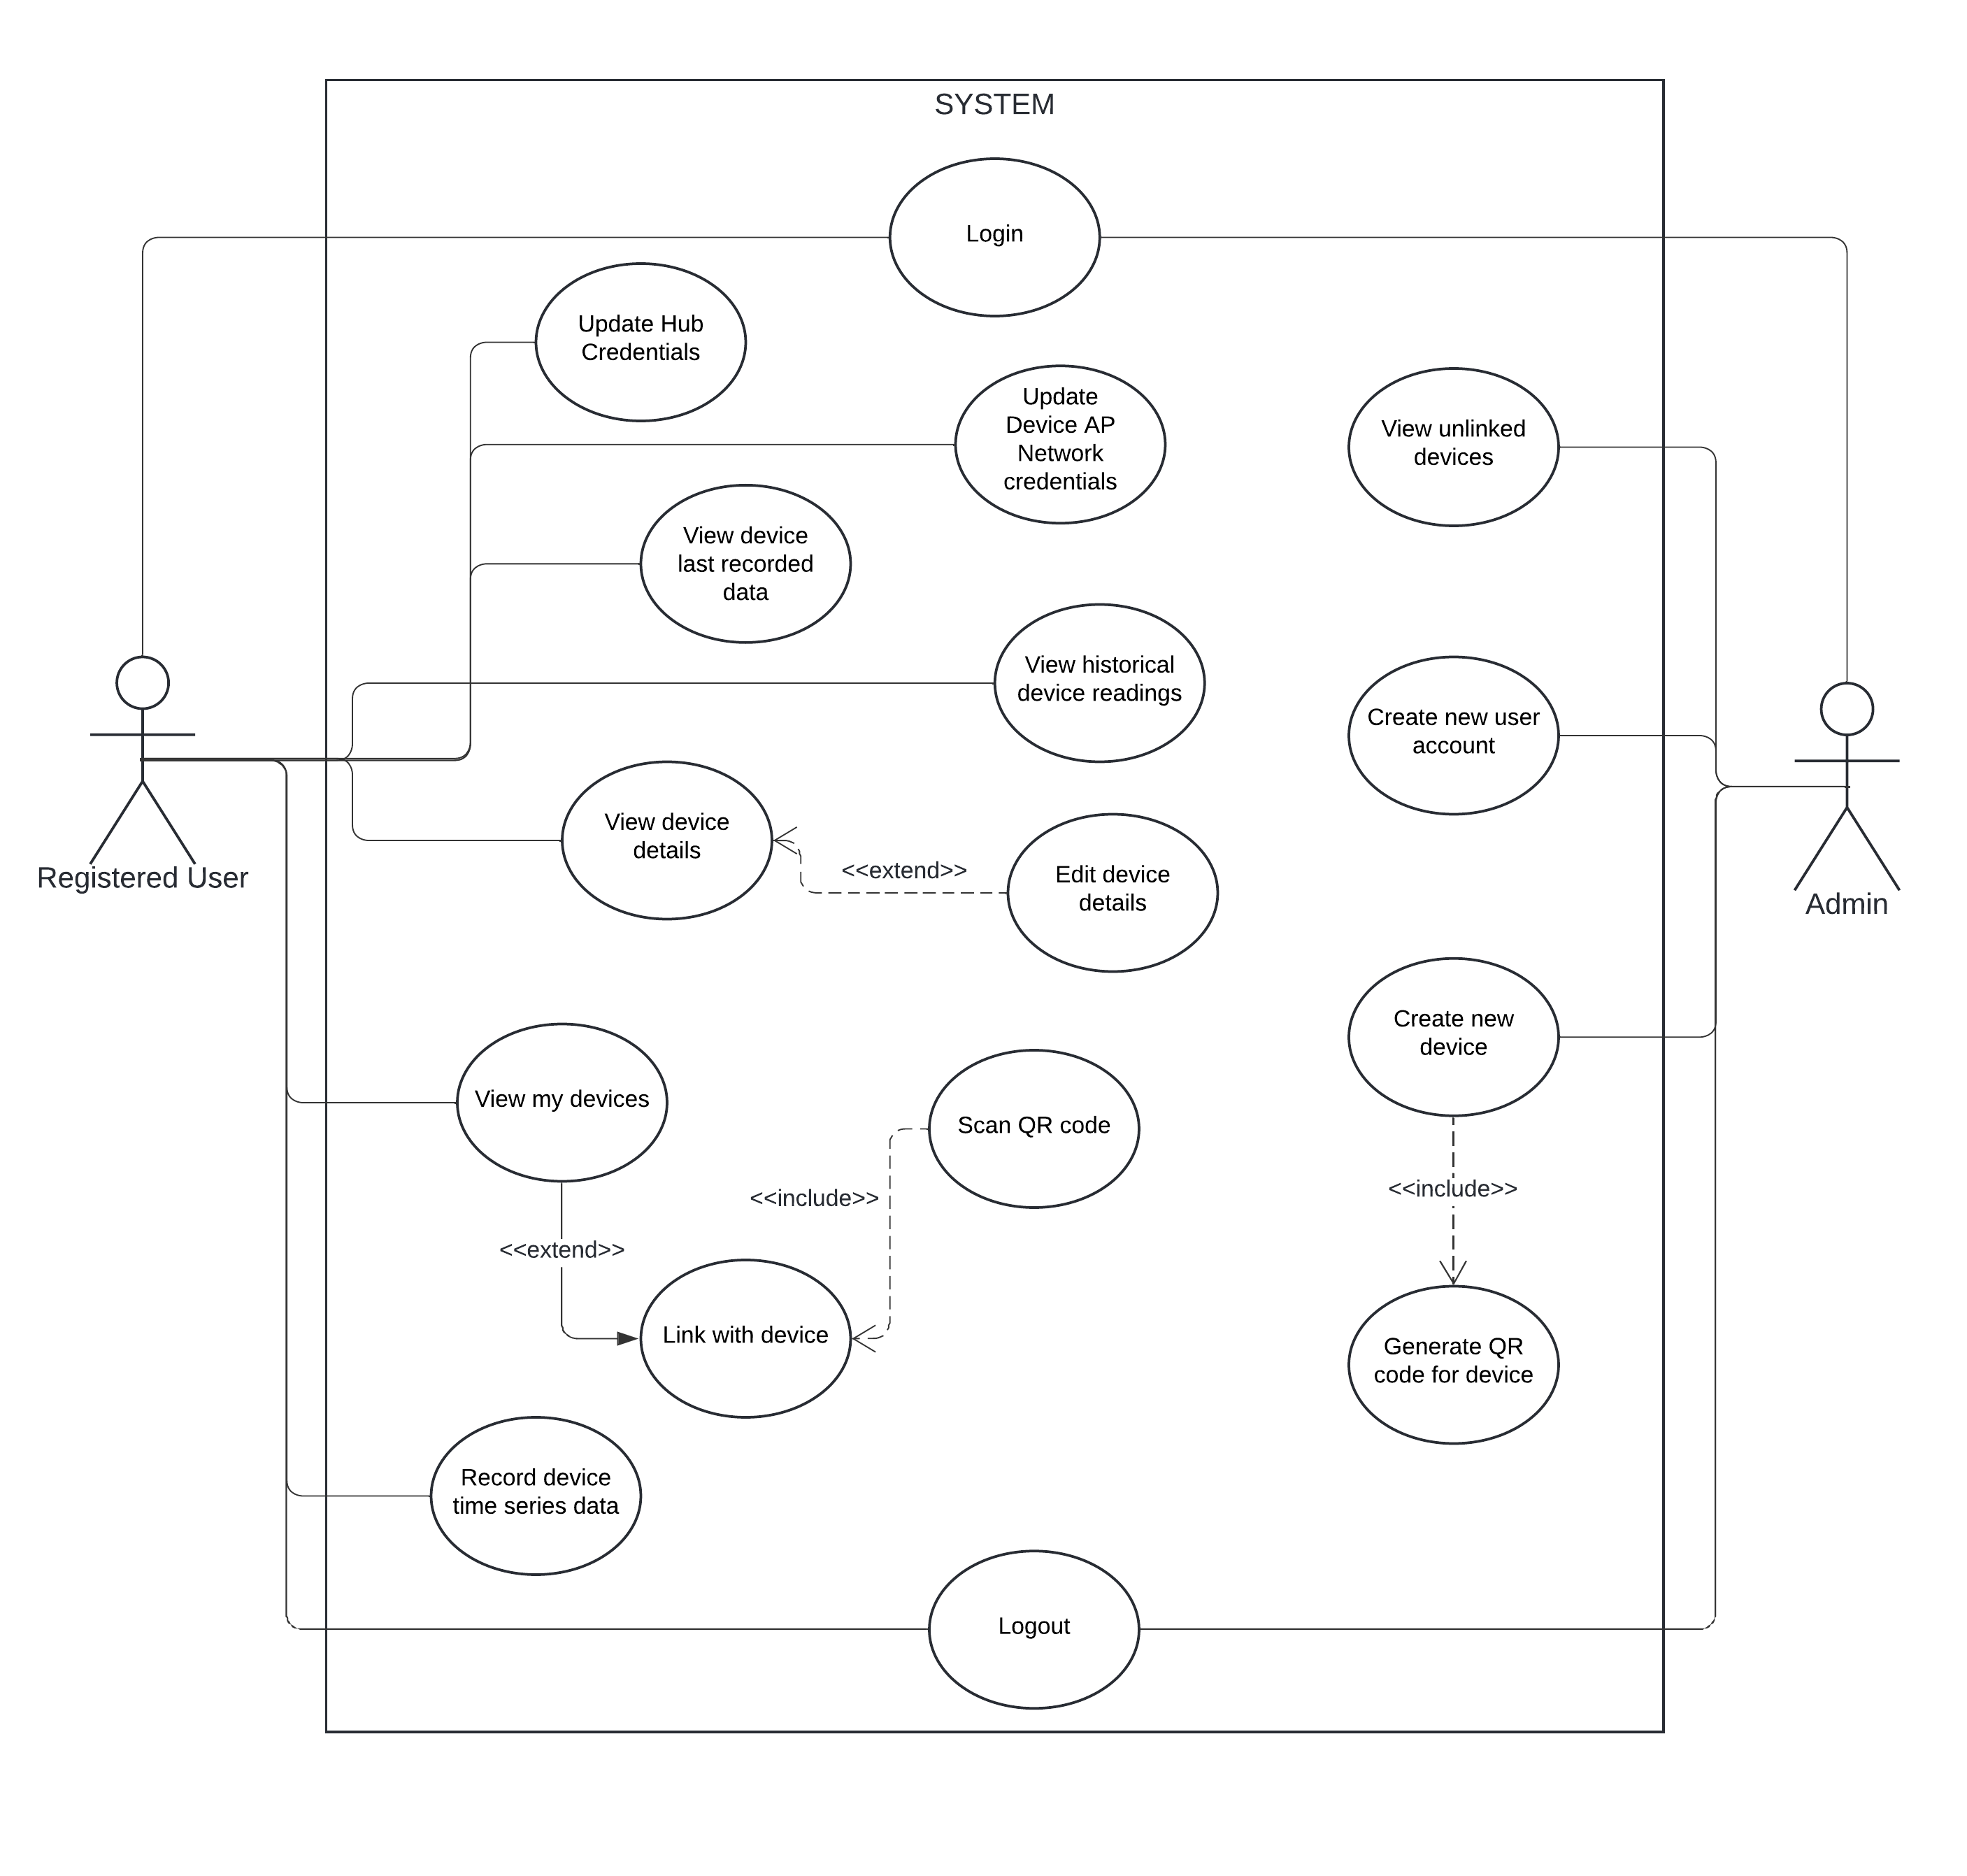 SYSTEM
Login
Update Hub
Credentials
Update
Device AP
Network
credentials
View unlinked
devices
View device
last recorded
data
View historical
device readings
Create new user
account
View device
details
<<extend>>
Edit device
details
Registered User
Admin
Create new
device
View my devices
Scan QR code
<<include>>
<<include>>
<<extend>>
Link with device
Generate QR
code for device
Record device
time series data
Logout